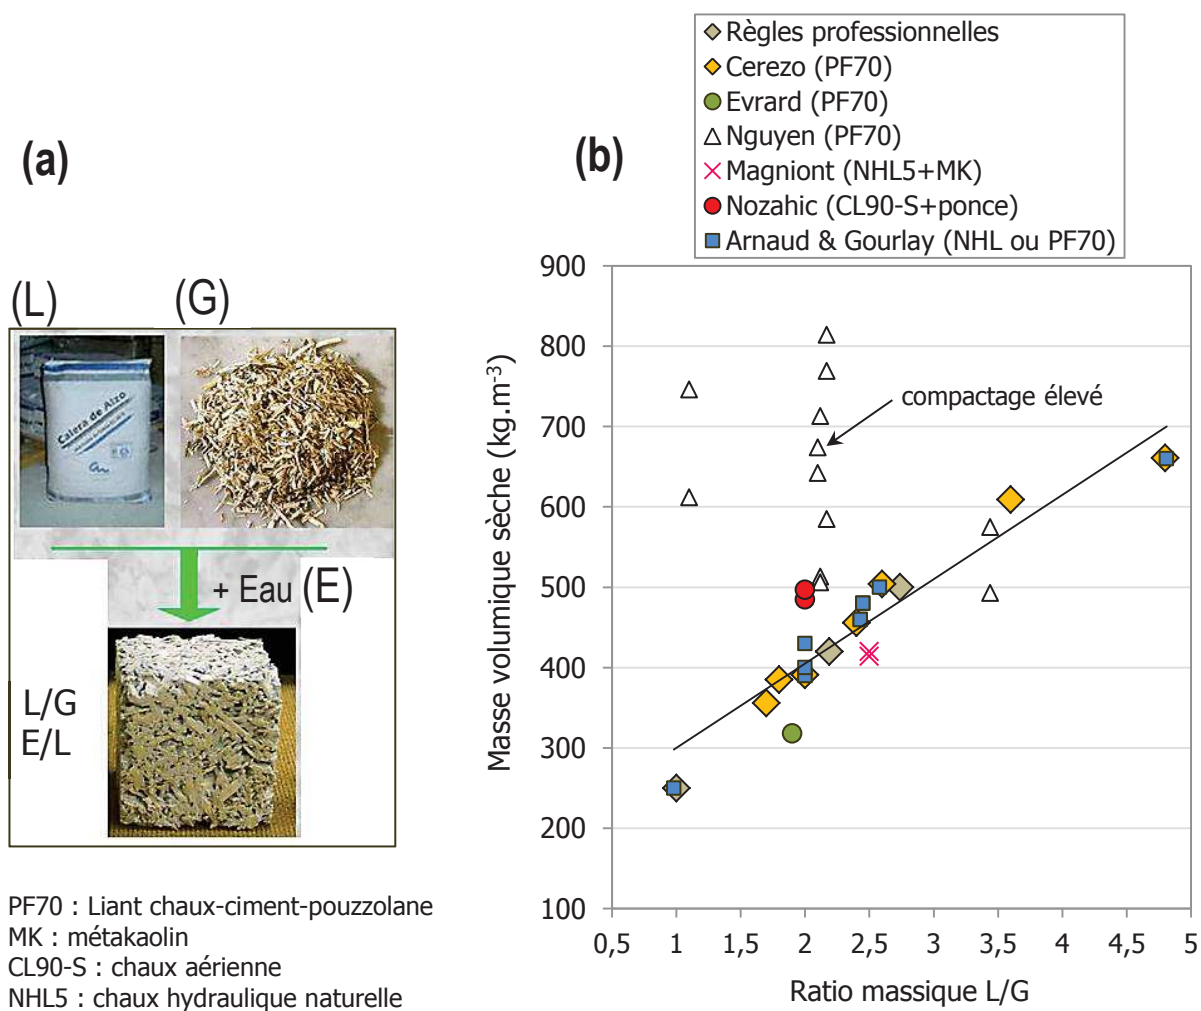 (a)
(L)
(G)
Calera de Alzo
+ Eau (E)
L/G
E/L
PF70 : Liant chaux-ciment-pouzzolane
MK : métakaolin
CL90-S : chaux aérienne
NHL5 : chaux hydraulique naturelle
(b)
Règles professionnelles
Cerezo (PF70)
Evrard (PF70)
Nguyen (PF70)
Magniont (NHL5+MK)
Nozahic (CL90-S+ponce)
Arnaud & Gourlay (NHL ou PF70)
Masse volumique sèche (kg.m-3)
900
800
700
600
500
400
300
200
100
compactage élevé
0,5 1 1,5 2 2,5 3 3,5 4 4,5 5
Ratio massique L/G